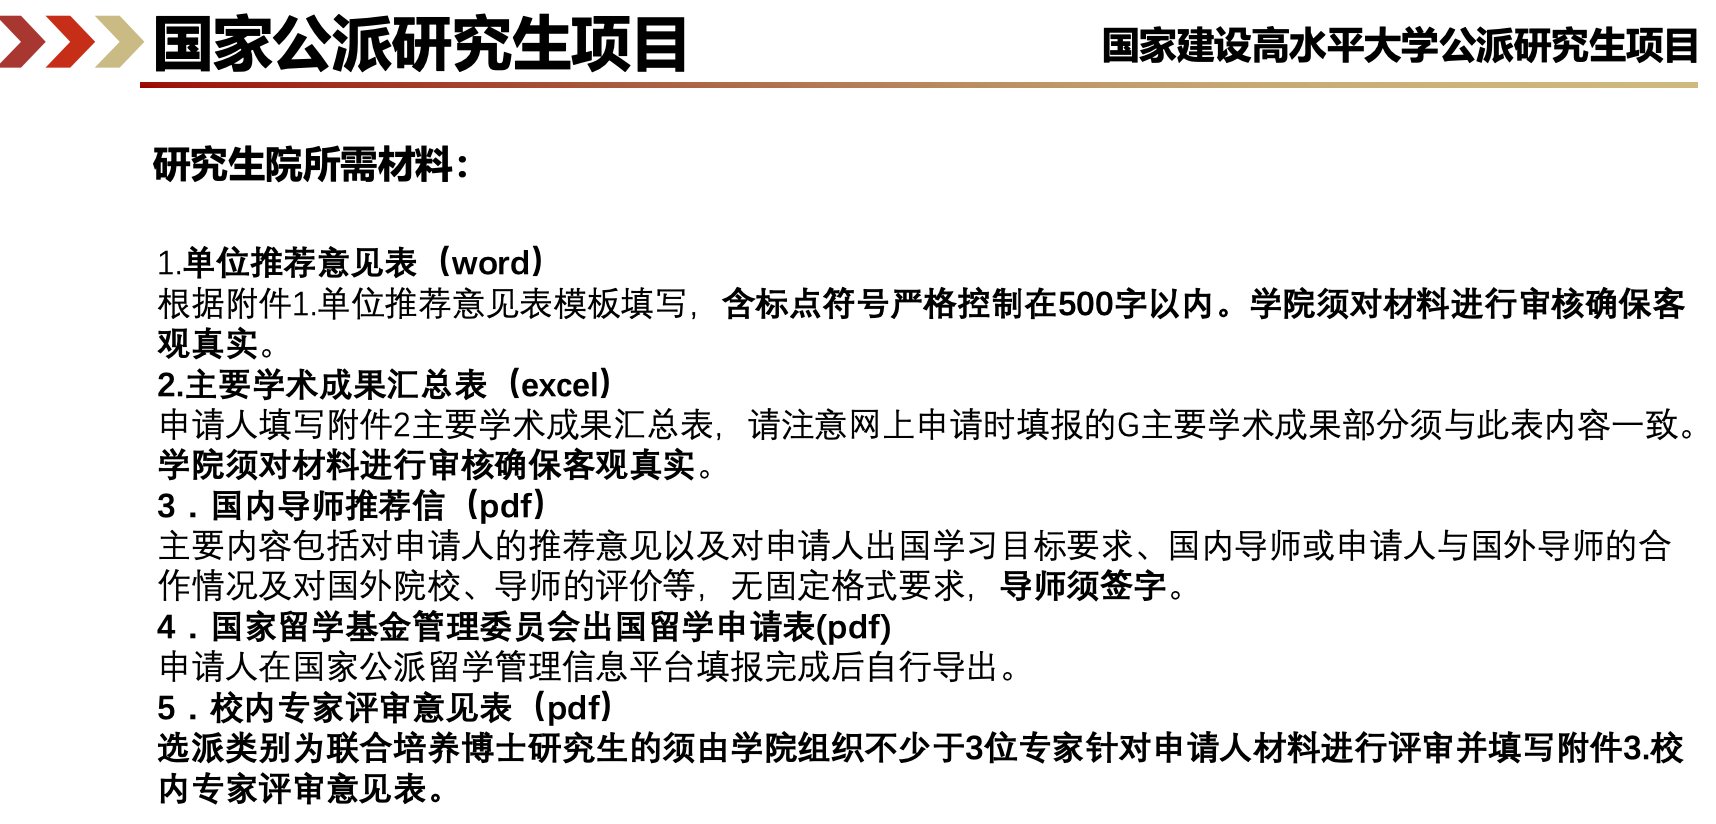 国家公派研究生项目
国家建设高水平大学公派研究生项目
研究生院所需材料：
1.单位推荐意见表（word）
根据附件1.单位推荐意见表模板填写，含标点符号严格控制在500字以内。学院须对材料进行审核确保客
观真实。
2.主要学术成果汇总表（excel）
申请人填写附件2主要学术成果汇总表，请注意网上申请时填报的G主要学术成果部分须与此表内容一致。
学院须对材料进行审核确保客观真实。
3．国内导师推荐信（pdf）
主要内容包括对申请人的推荐意见以及对申请人出国学习目标要求、国内导师或申请人与国外导师的合
作情况及对国外院校、导师的评价等，无固定格式要求，导师须签字。
4．国家留学基金管理委员会出国留学申请表(pdf)
申请人在国家公派留学管理信息平台填报完成后自行导出。
5．校内专家评审意见表（pdf）
选派类别为联合培养博士研究生的须由学院组织不少于3位专家针对申请人材料进行评审并填写附件3.校
内专家评审意见表。